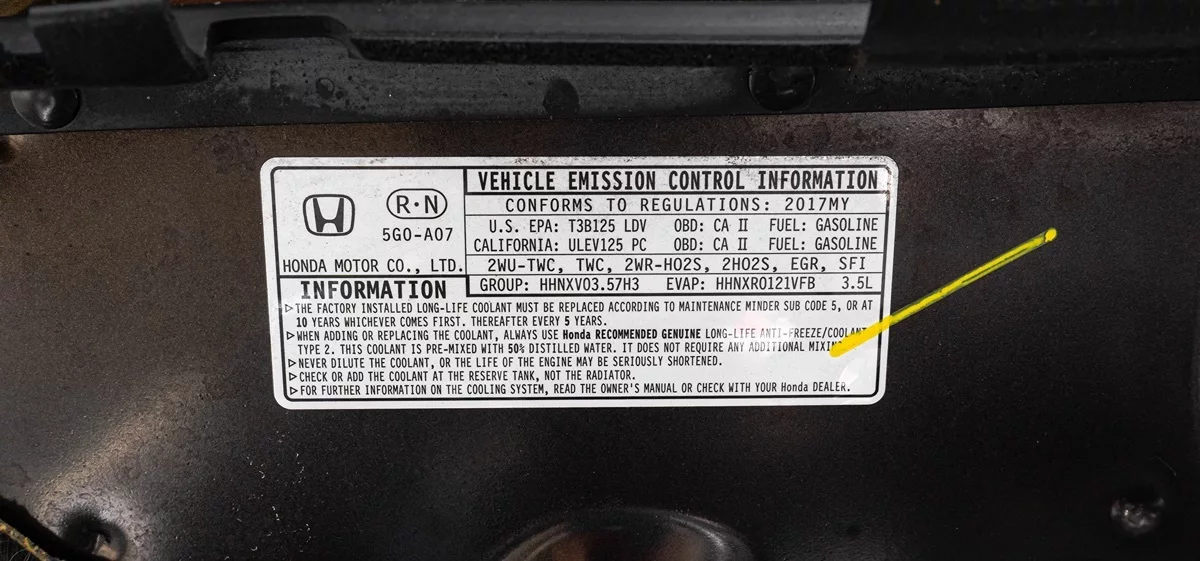 VEHICLE EMISSION CONTROL INFORMATION
CONFORMS TO REGULATIONS: 2017MY
R·N
5G0-A07
U.S. EPA: T3B125 LDV OBD: CA II FUEL: GASOLINE
CALIFORNIA: ULEV125 PC OBD: CA II FUEL: GASOLINE
HONDA MOTOR CO., LTD.
2WU-TWC, TWC, 2WR-HO2S, 2HO2S, EGR, SFI
GROUP: HHNXV03.57H3 EVAP: HHNXR0121VFB 3.5L
INFORMATION
▷THE FACTORY INSTALLED LONG-LIFE COOLANT MUST BE REPLACED ACCORDING TO MAINTENANCE MINDER SUB CODE 5, OR AT
10 YEARS WHICHEVER COMES FIRST. THEREAFTER EVERY 5 YEARS.
▷WHEN ADDING OR REPLACING THE COOLANT, ALWAYS USE Honda RECOMMENDED GENUINE LONG-LIFE ANTI-FREEZE/COOLANT
TYPE 2. THIS COOLANT IS PRE-MIXED WITH 50% DISTILLED WATER. IT DOES NOT REQUIRE ANY ADDITIONAL
▷NEVER DILUTE THE COOLANT, OR THE LIFE OF THE ENGINE MAY BE SERIOUSLY SHORTENED.
▷CHECK OR ADD THE COOLANT AT THE RESERVE TANK, NOT THE RADIATOR.
▷FOR FURTHER INFORMATION ON THE COOLING SYSTEM, READ THE OWNER'S MANUAL OR CHECK WITH YOUR Honda DEALER.